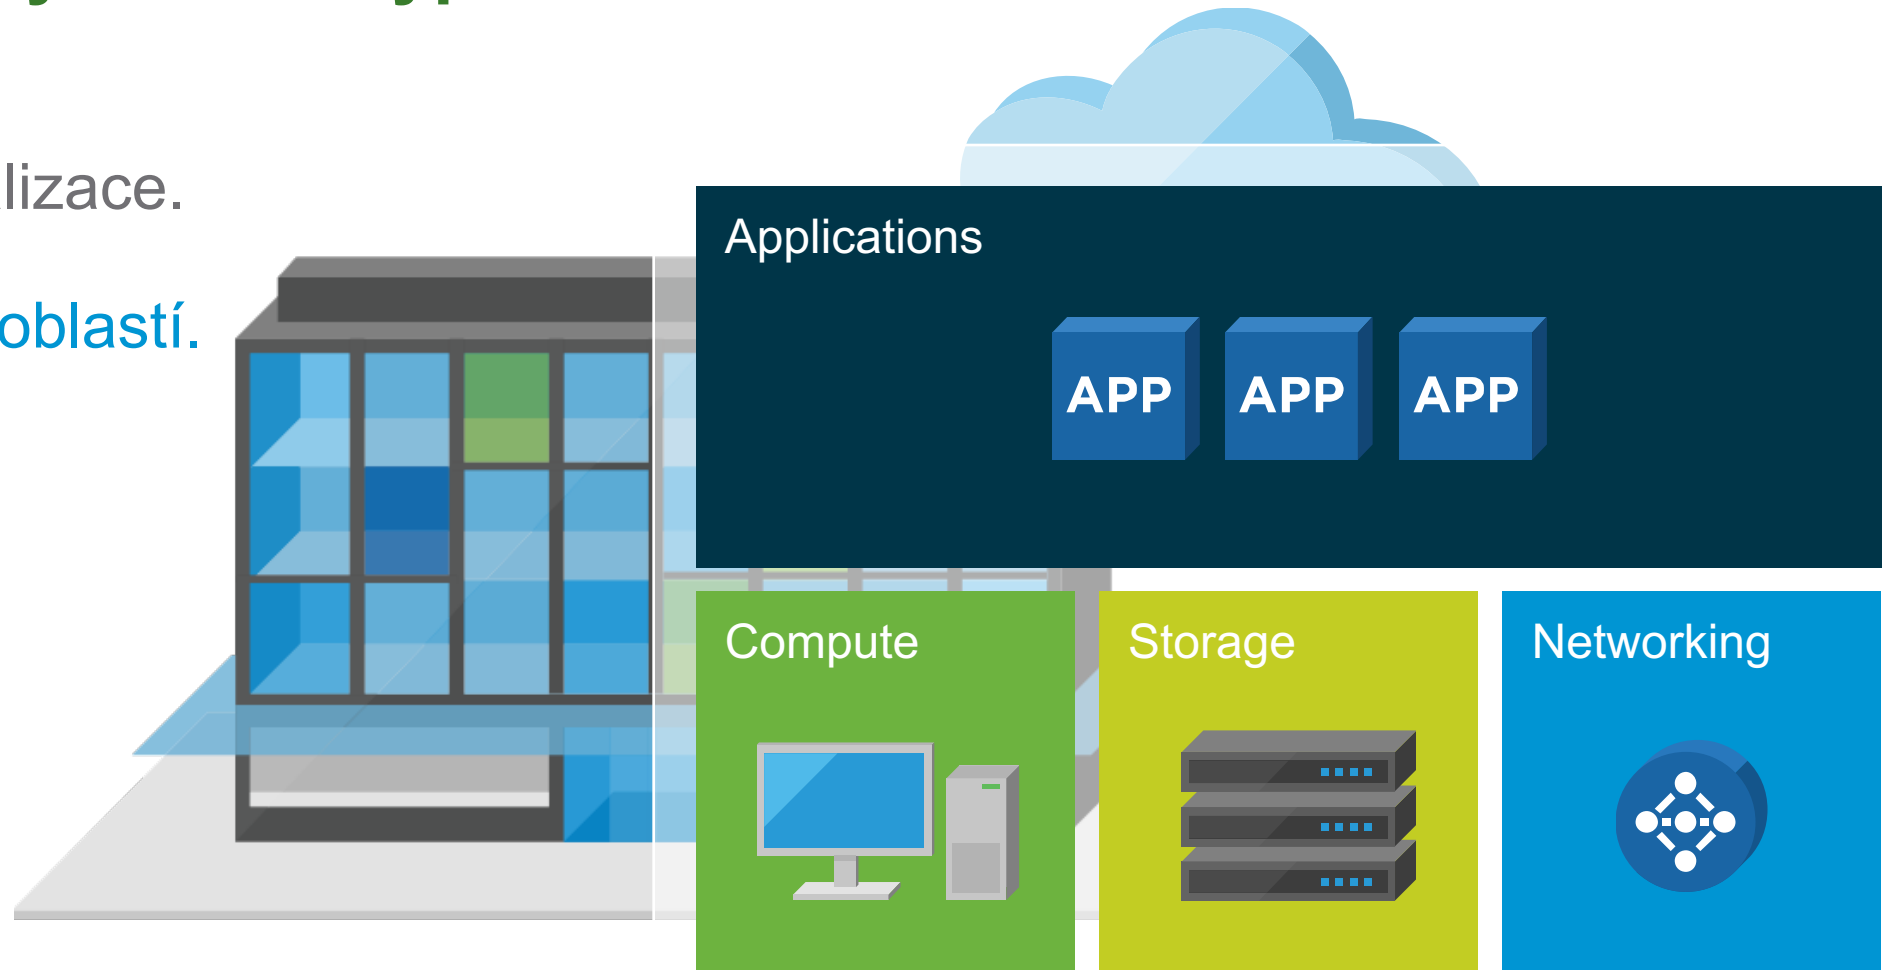 lizace.
oblastí.
Applications
APP APP APP
Compute Storage Networking